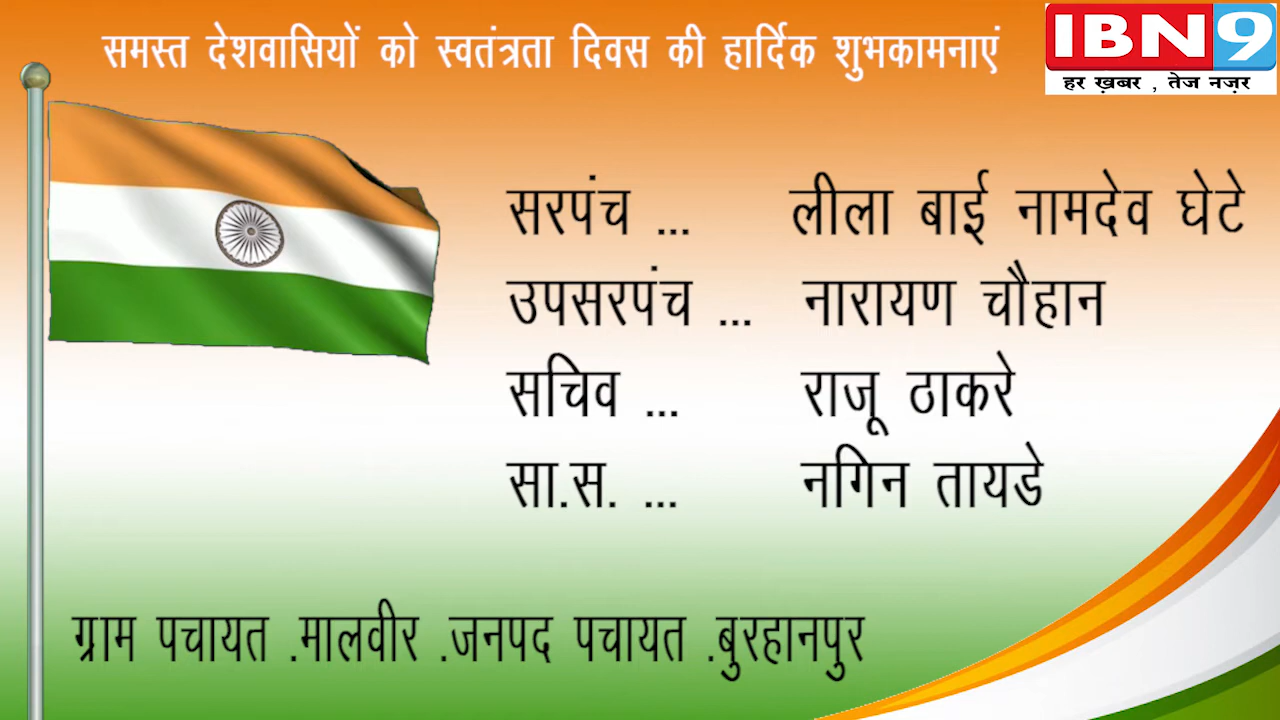 समस्त देशवासियों को स्वतंत्रता दिवस की हार्दिक शुभकामनाएं
IBN9
हर ख़बर , तेज नज़र
सरपंच ... लीला बाई नामदेव घेटे
उपसरपंच ... नारायण चौहान
सचिव ... राजू ठाकरे
सा.स. ... नगिन तायडे
ग्राम पचायत .मालवीर .जनपद पचायत .बुरहानपुर